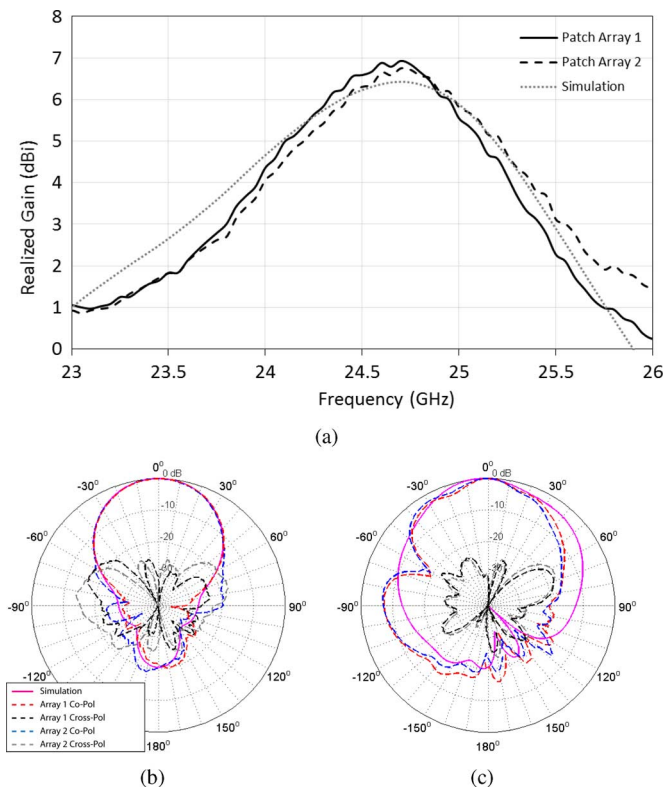 8
7
6
5
4
3
2
1
0
Realized Gain (dBi)
Patch Array 1
Patch Array 2
Simulation
23 23.5 24 24.5 25 25.5 26
Frequency (GHz)
(a)
0°
0 dB
-30° 30°
-10
-60° 60°
-20
-90° 90°
-120° 120°
150°
180°
Simulation
Array 1 Co-Pol
Array 1 Cross-Pol
Array 2 Co-Pol
Array 2 Cross-Pol
(b)
0°
0 dB
-30° 30°
-10
-60° 60°
-20
-90° 90°
-120° 120°
-150° 150°
180°
(c)